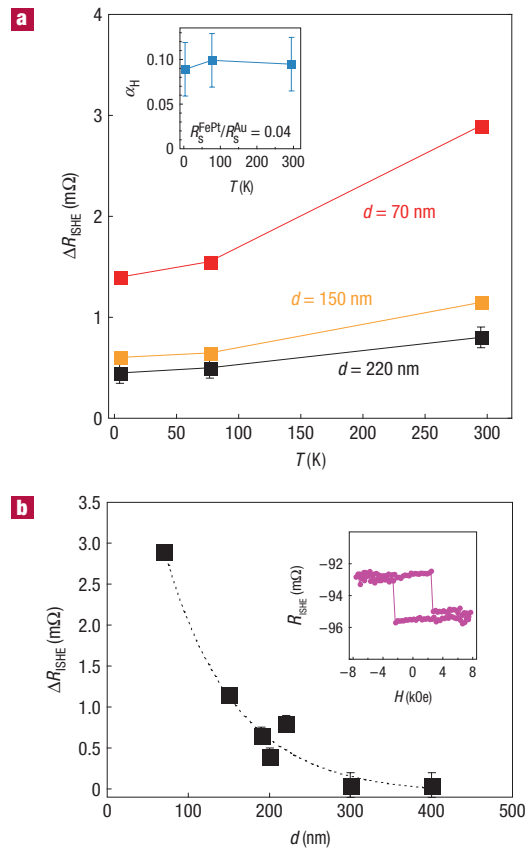 a
4
3
2
1
0
ΔR_ISHE (mΩ)
0 50 100 150 200 250 300
T (K)
d = 70 nm
d = 150 nm
d = 220 nm
0.10
0.05
0
α_H
R_s^FePt/R_s^Au = 0.04
0 100 200 300
T (K)
b
3.5
3.0
2.5
2.0
1.5
1.0
0.5
0
ΔR_ISHE (mΩ)
0 100 200 300 400 500
d (nm)
−92
−94
−96
R_ISHE (mΩ)
−8 −4 0 4 8
H (kOe)